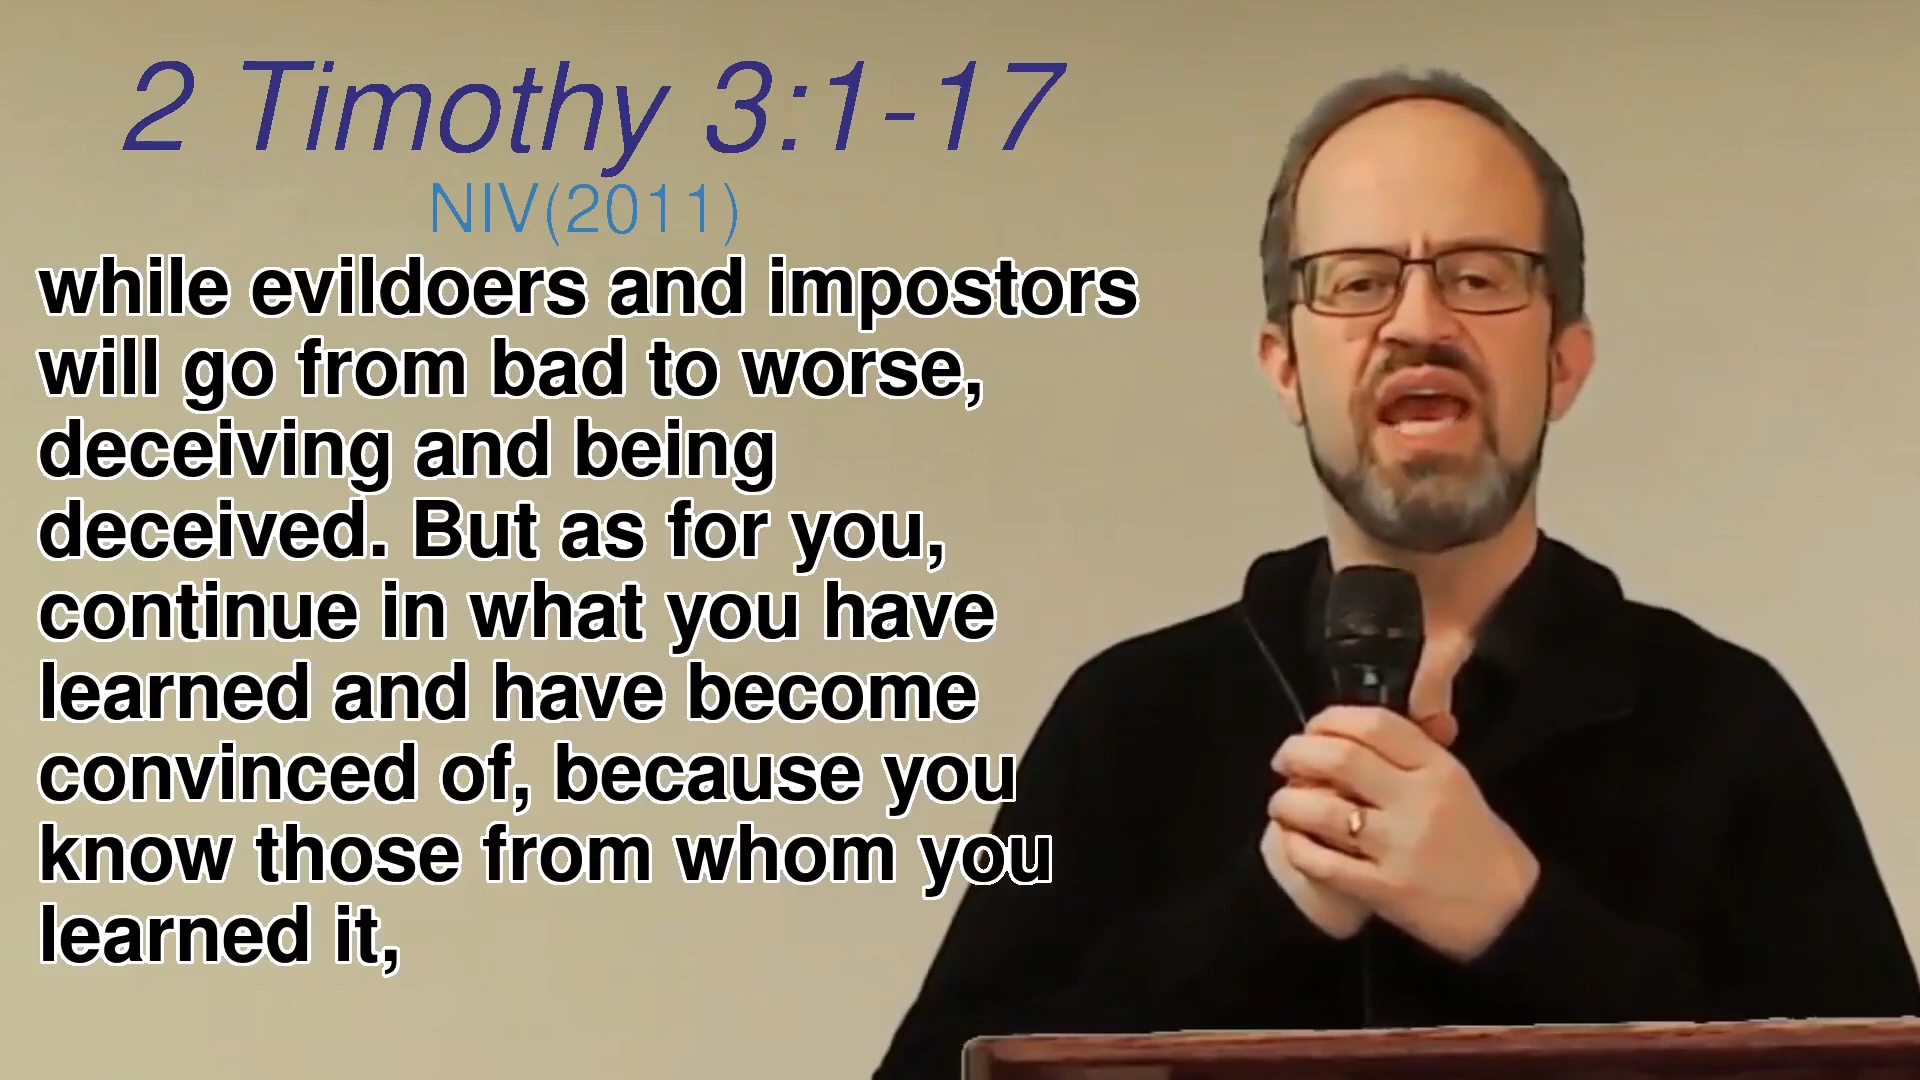 2 Timothy 3:1-17
NIV(2011)
while evildoers and impostors
will go from bad to worse,
deceiving and being
deceived. But as for you,
continue in what you have
learned and have become
convinced of, because you
know those from whom you
learned it,